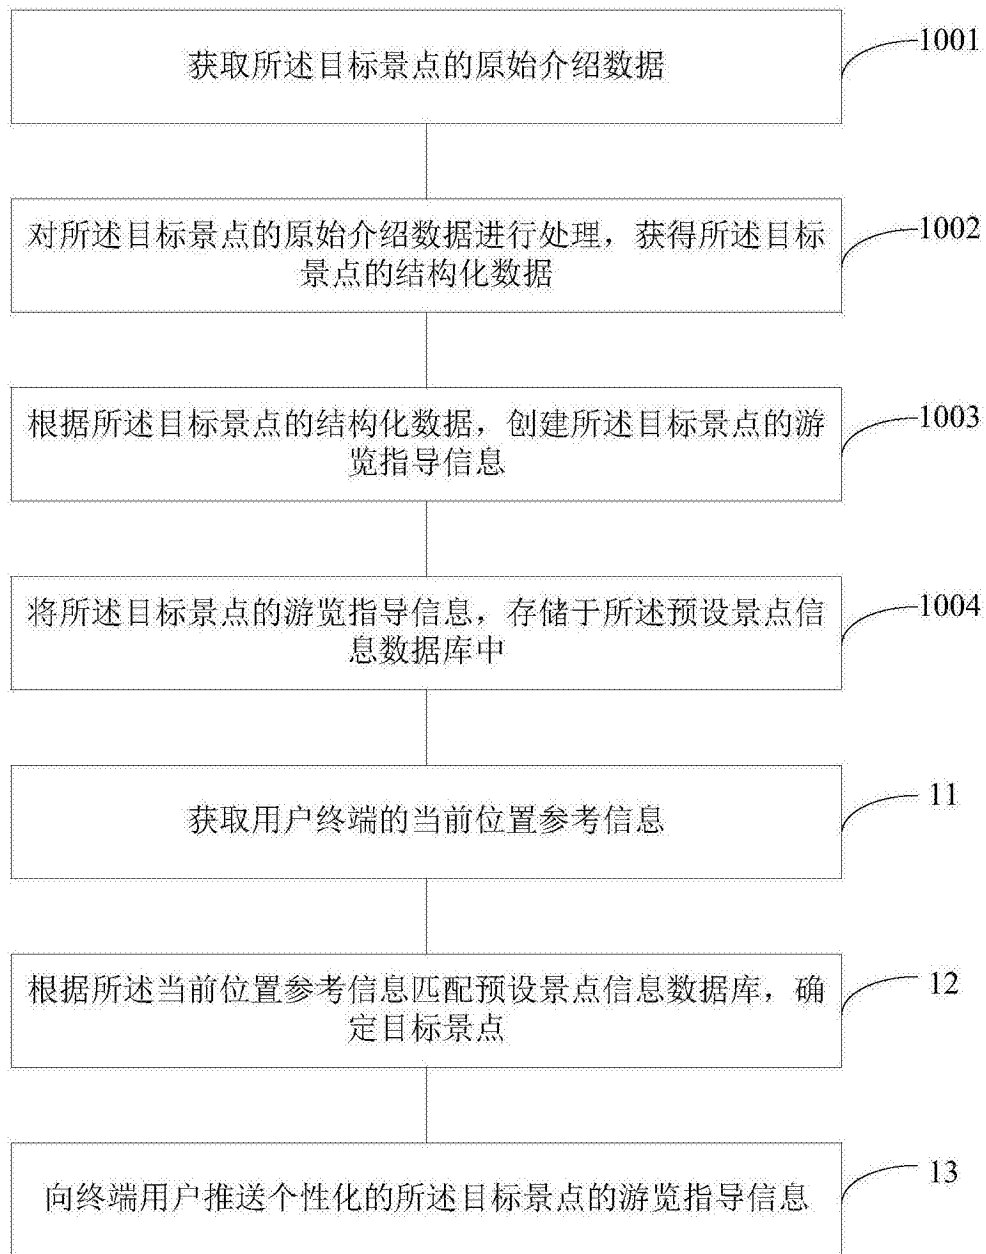 获取所述目标景点的原始介绍数据
1001
对所述目标景点的原始介绍数据进行处理，获得所述目标
景点的结构化数据
1002
根据所述目标景点的结构化数据，创建所述目标景点的游
览指导信息
1003
将所述目标景点的游览指导信息，存储于所述预设景点信
息数据库中
1004
获取用户终端的当前位置参考信息
11
根据所述当前位置参考信息匹配预设景点信息数据库，确
定目标景点
12
向终端用户推送个性化的所述目标景点的游览指导信息
13